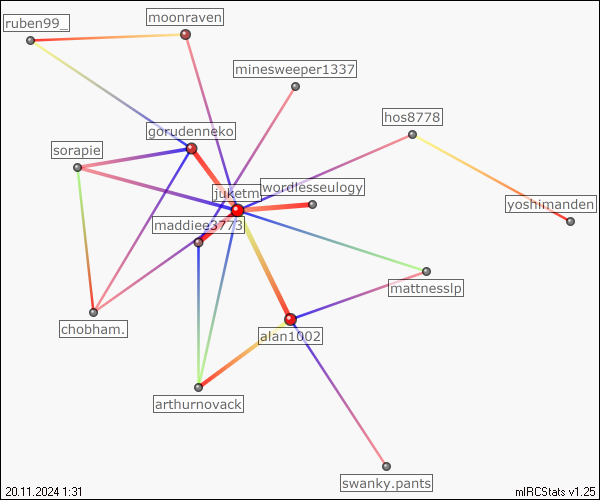 moonraven
ruben99_
minesweeper1337
hos8778
gorudenneko
sorapie
wordlesseulogy
juketm
yoshimanden
maddiee3773
mattnesslp
chobham.
alan1002
arthurnovack
swanky.pants
20.11.2024 1:31
mIRCStats v1.25